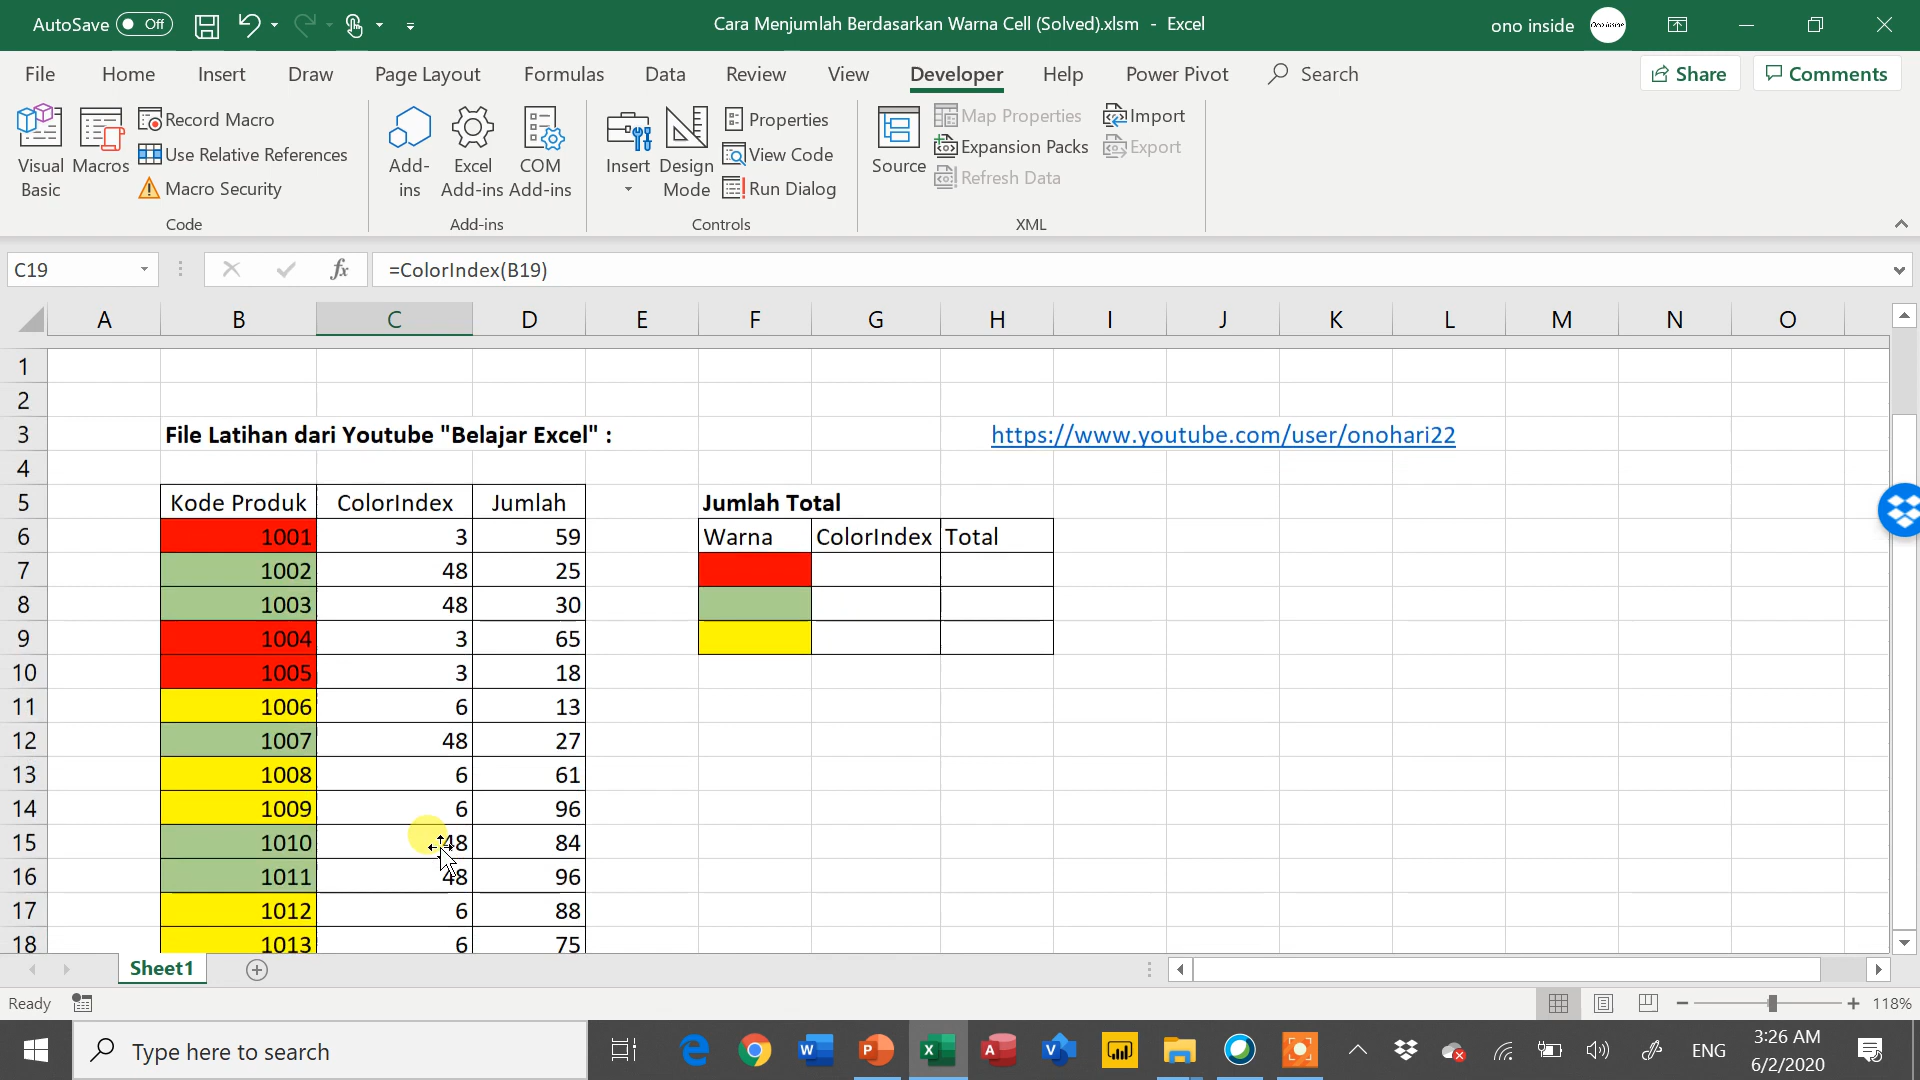 AutoSave Off
Cara Menjumlah Berdasarkan Warna Cell (Solved).xlsm - Excel
ono inside
File Home Insert Draw Page Layout Formulas Data Review View Developer Help Power Pivot Search Share Comments
Visual Basic
Macros
Record Macro
Use Relative References
Macro Security
Code
Add-ins
Excel Add-ins
COM Add-ins
Add-ins
Insert
Design Mode
Properties
View Code
Run Dialog
Controls
Source
Map Properties
Expansion Packs
Refresh Data
Import
Export
XML
C19 fx =ColorIndex(B19)
A B C D E F G H I J K L M N O
1
2
3 File Latihan dari Youtube "Belajar Excel" : https://www.youtube.com/user/onohari22
4
5 Kode Produk ColorIndex Jumlah Jumlah Total
6 1001 3 59 Warna ColorIndex Total
7 1002 48 25
8 1003 48 30
9 1004 3 65
10 1005 3 18
11 1006 6 13
12 1007 48 27
13 1008 6 61
14 1009 6 96
15 1010 48 84
16 1011 48 96
17 1012 6 88
18 1013 6 75
Sheet1
Ready 118%
Type here to search
ENG
3:26 AM
6/2/2020